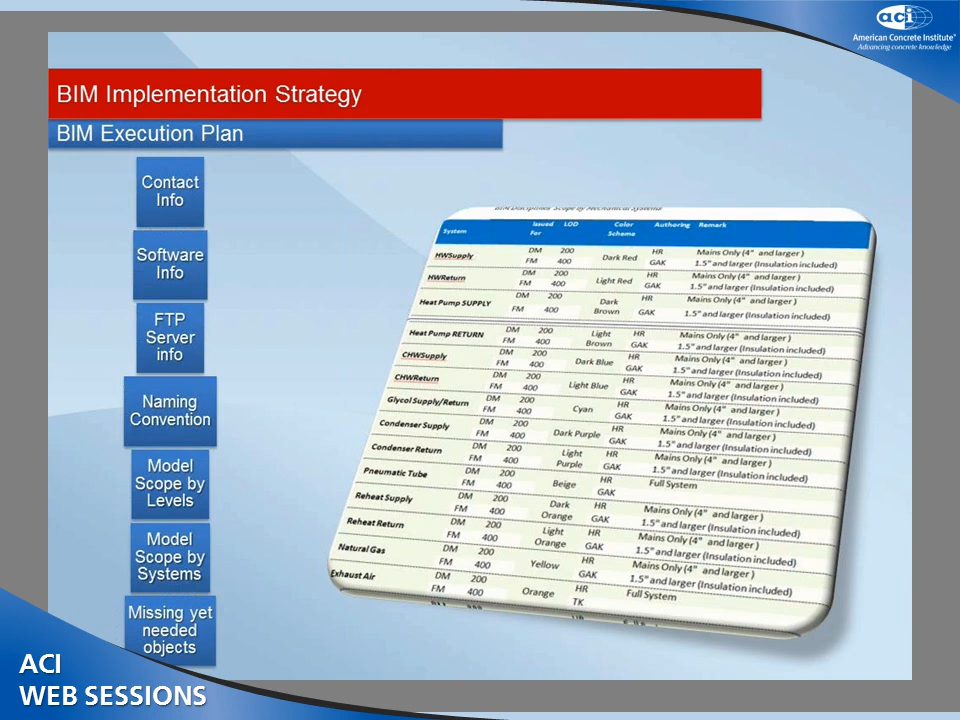 aci
American Concrete Institute®
Advancing concrete knowledge
BIM Implementation Strategy
BIM Execution Plan
Contact
Info
Software
Info
FTP
Server
info
Naming
Convention
Model
Scope by
Levels
Model
Scope by
Systems
Missing yet
needed
objects
BIM Disciplines Scope by Mechanical Systems
System Issued For LOD Color Scheme Authoring Remark
HWSupply DM 200 Dark Red HR Mains Only (4" and larger )
FM 400 GAK 1.5" and larger (Insulation included)
HWReturn DM 200 Light Red HR Mains Only (4" and larger )
FM 400 GAK 1.5" and larger (Insulation included)
Heat Pump SUPPLY DM 200 Dark Brown HR Mains Only (4" and larger )
FM 400 GAK 1.5" and larger (Insulation included)
Heat Pump RETURN DM 200 Light Brown HR Mains Only (4" and larger )
FM 400 GAK 1.5" and larger (Insulation included)
CHWSupply DM 200 Dark Blue HR Mains Only (4" and larger )
FM 400 GAK 1.5" and larger (Insulation included)
CHWReturn DM 200 Light Blue HR Mains Only (4" and larger )
FM 400 GAK 1.5" and larger (Insulation included)
Glycol Supply/Return DM 200 Cyan HR Mains Only (4" and larger )
FM 400 GAK 1.5" and larger (Insulation included)
Condenser Supply DM 200 Dark Purple HR Mains Only (4" and larger )
FM 400 GAK 1.5" and larger (Insulation included)
Condenser Return DM 200 Light Purple HR Mains Only (4" and larger )
FM 400 GAK 1.5" and larger (Insulation included)
Pneumatic Tube DM 200 Beige HR Full System
FM 400 GAK
Reheat Supply DM 200 Dark Orange HR Mains Only (4" and larger )
FM 400 GAK 1.5" and larger (Insulation included)
Reheat Return DM 200 Light Orange HR Mains Only (4" and larger )
FM 400 GAK 1.5" and larger (Insulation included)
Natural Gas DM 200 Yellow HR Mains Only (4" and larger )
FM 400 GAK 1.5" and larger (Insulation included)
Exhaust Air DM 200 Orange HR Full System
FM 400 TK
ACI
WEB SESSIONS